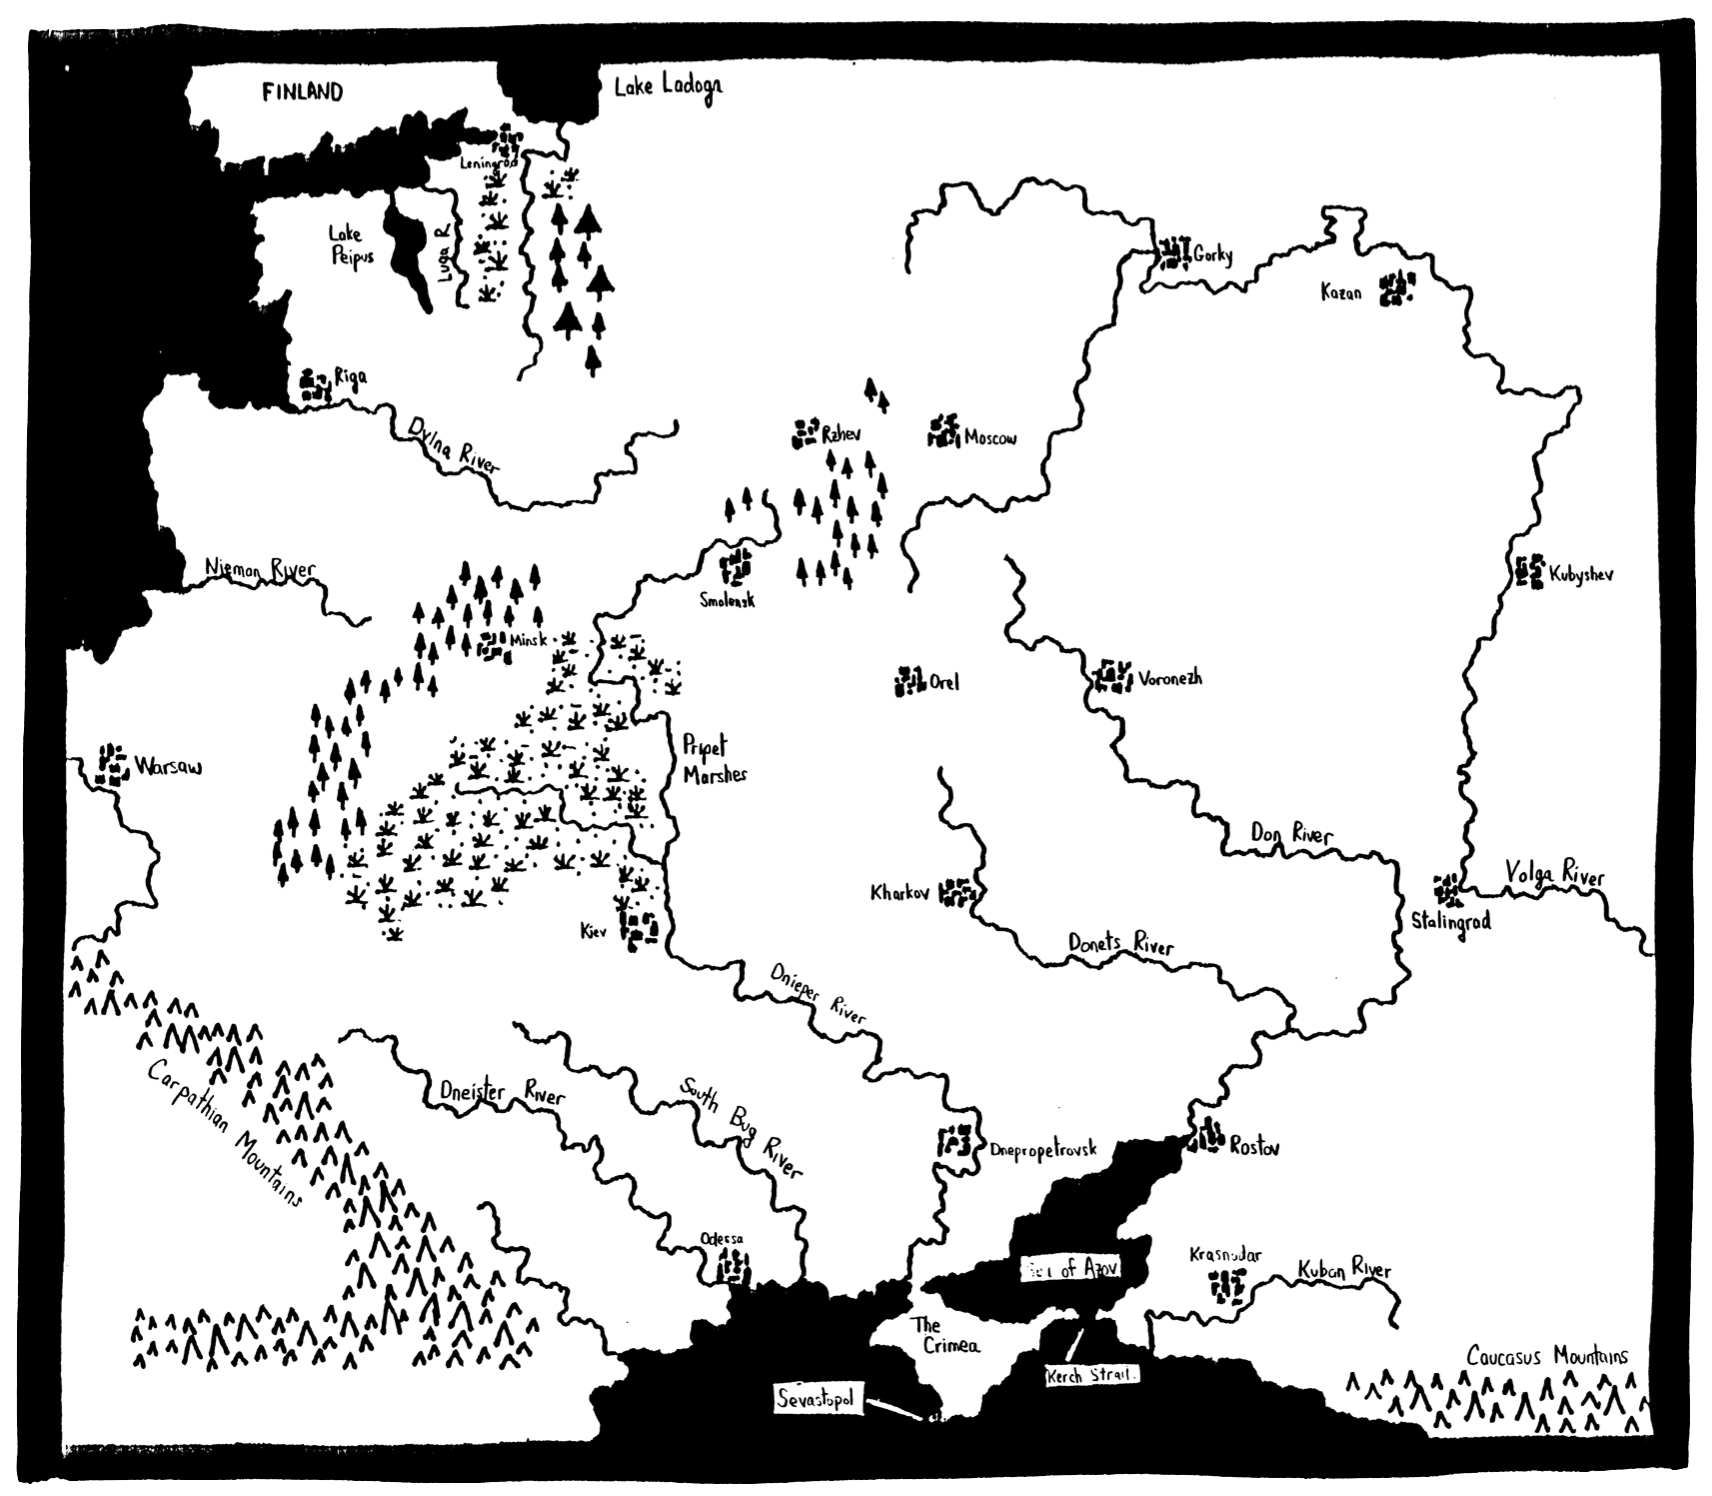 FINLAND
Lake Ladoga
Leningrad
Lake
Peipus
Luga R
Gorky
Kazan
Riga
Dvina River
Rzhev
Moscow
Nieman River
Smolensk
Kubyshev
Minsk
Orel
Voronezh
Warsaw
Pripet
Marshes
Don River
Volga River
Kharkov
Stalingrad
Kiev
Donets River
Dnieper River
Carpathian Mountains
Dneister River
South Bug River
Dnepropetrovsk
Rostov
Odessa
of Azov
Krasnodar
Kuban River
The
Crimea
Caucasus Mountains
Kerch Strait.
Sevastopol